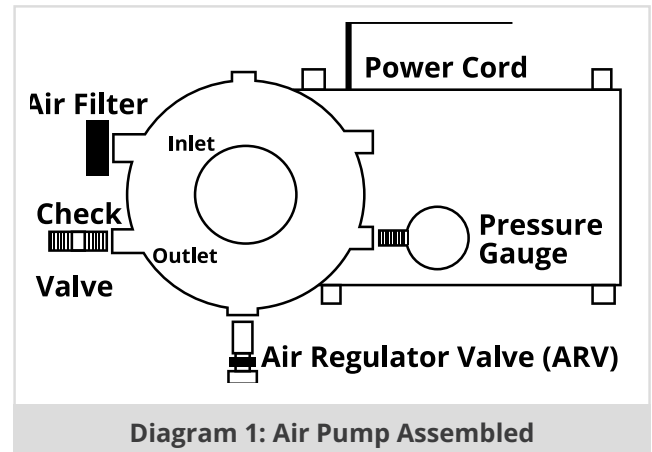 Power Cord
Air Filter
Inlet
Check
Valve
Outlet
Pressure
Gauge
Air Regulator Valve (ARV)
Diagram 1: Air Pump Assembled